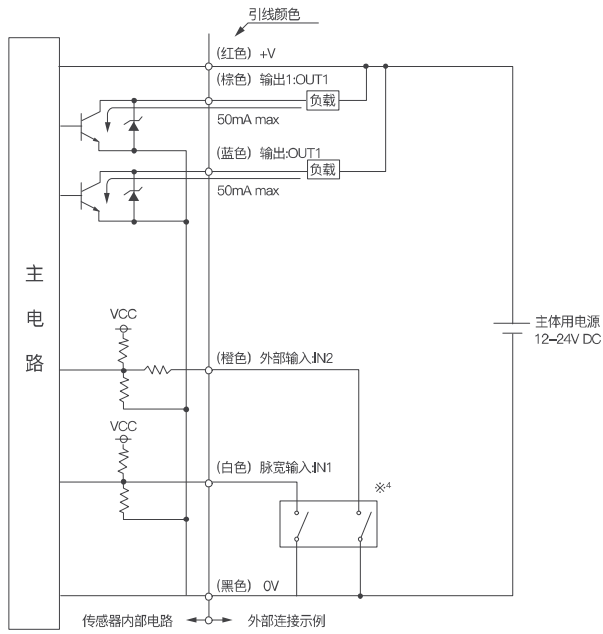 引线颜色
(红色) +V
(棕色) 输出1:OUT1
负载
50mA max
(蓝色) 输出:OUT1
负载
50mA max
主电路
VCC
主体用电源
12–24V DC
(橙色) 外部输入:IN2
VCC
(白色) 脉宽输入:IN1
※4
(黑色) 0V
传感器内部电路
外部连接示例